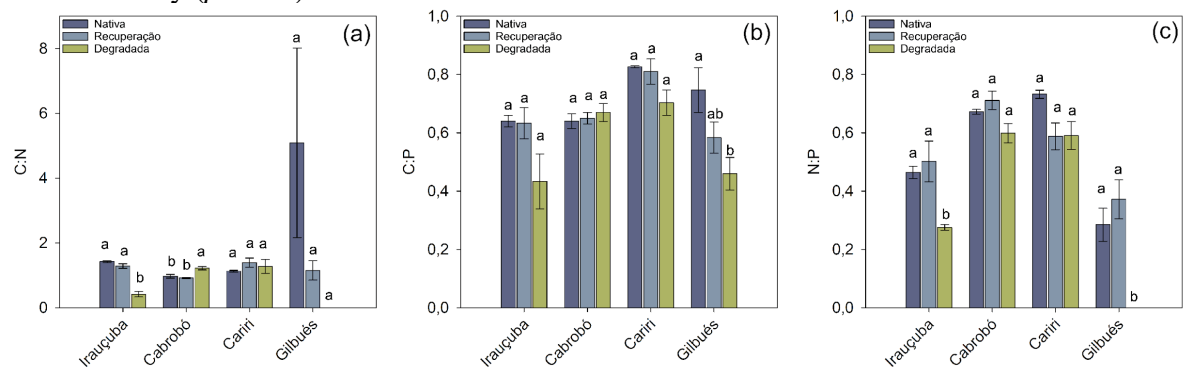 Nativa
Recuperação
Degradada
(a)
8
6
4
2
0
C:N
a a b
b b a
a a a
a a a
Irauçuba
Cabrobó
Cariri
Gilbués
Nativa
Recuperação
Degradada
(b)
1,0
0,8
0,6
0,4
0,2
0,0
C:P
a a a
a a a
a a a
a ab b
Irauçuba
Cabrobó
Cariri
Gilbués
Nativa
Recuperação
Degradada
(c)
1,0
0,8
0,6
0,4
0,2
0,0
N:P
a a b
a a a
a a a
a a b
Irauçuba
Cabrobó
Cariri
Gilbués